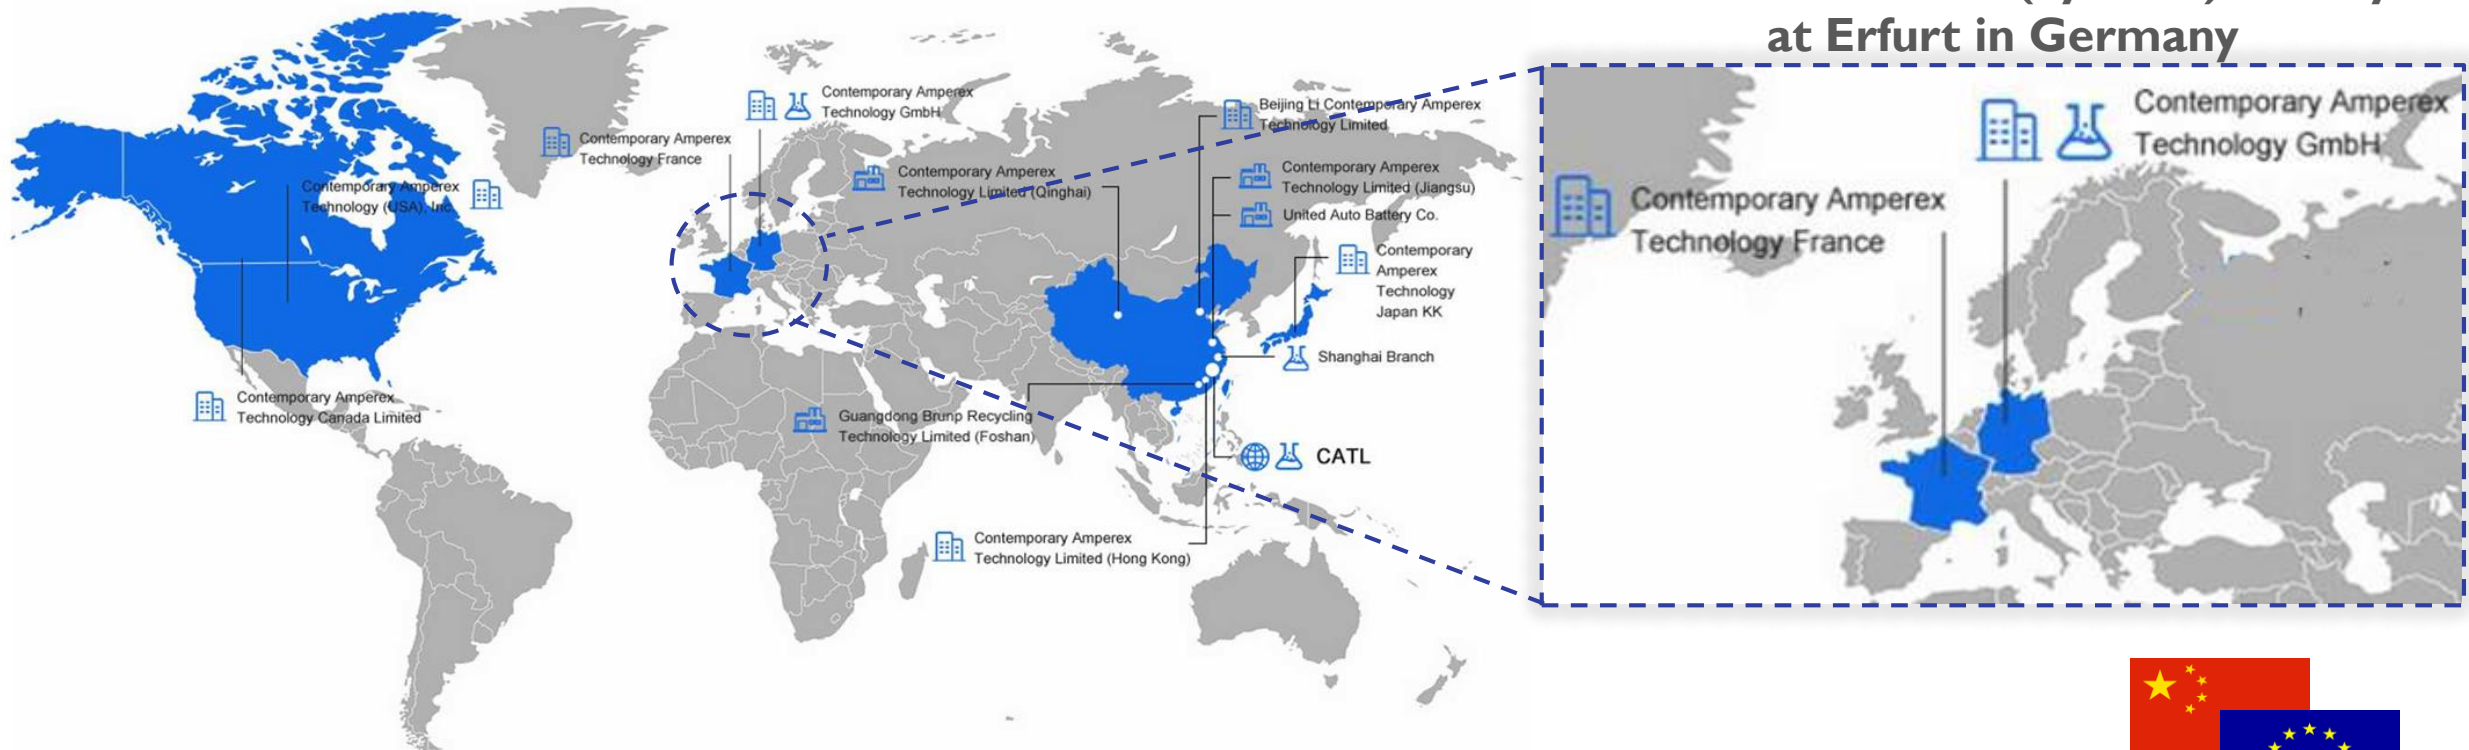 at Erfurt in Germany
Contemporary Amperex
Technology GmbH
Contemporary Amperex
Technology France
Contemporary Amperex
Technology (USA), Inc.
Contemporary Amperex
Technology Canada Limited
Contemporary Amperex
Technology Limited (Qinghai)
Beijing Li Contemporary Amperex
Technology Limited
Contemporary Amperex
Technology Limited (Jiangsu)
United Auto Battery Co.
Contemporary
Amperex
Technology
Japan KK
Shanghai Branch
Guangdong Brunp Recycling
Technology Limited (Foshan)
CATL
Contemporary Amperex
Technology Limited (Hong Kong)
Contemporary Amperex
Technology GmbH
Contemporary Amperex
Technology France